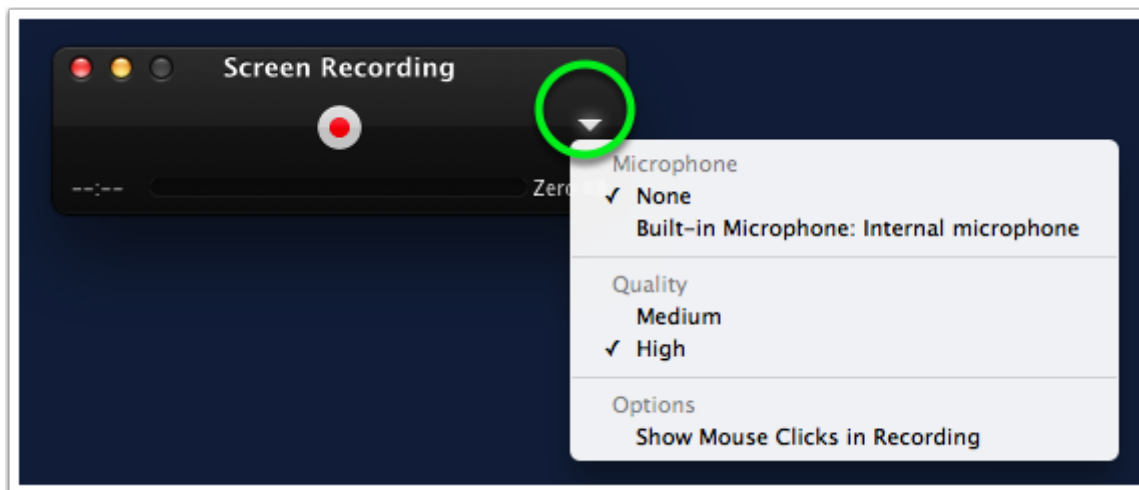 Screen Recording
--:-- Zero
Microphone
✓ None
Built-in Microphone: Internal microphone
Quality
Medium
✓ High
Options
Show Mouse Clicks in Recording